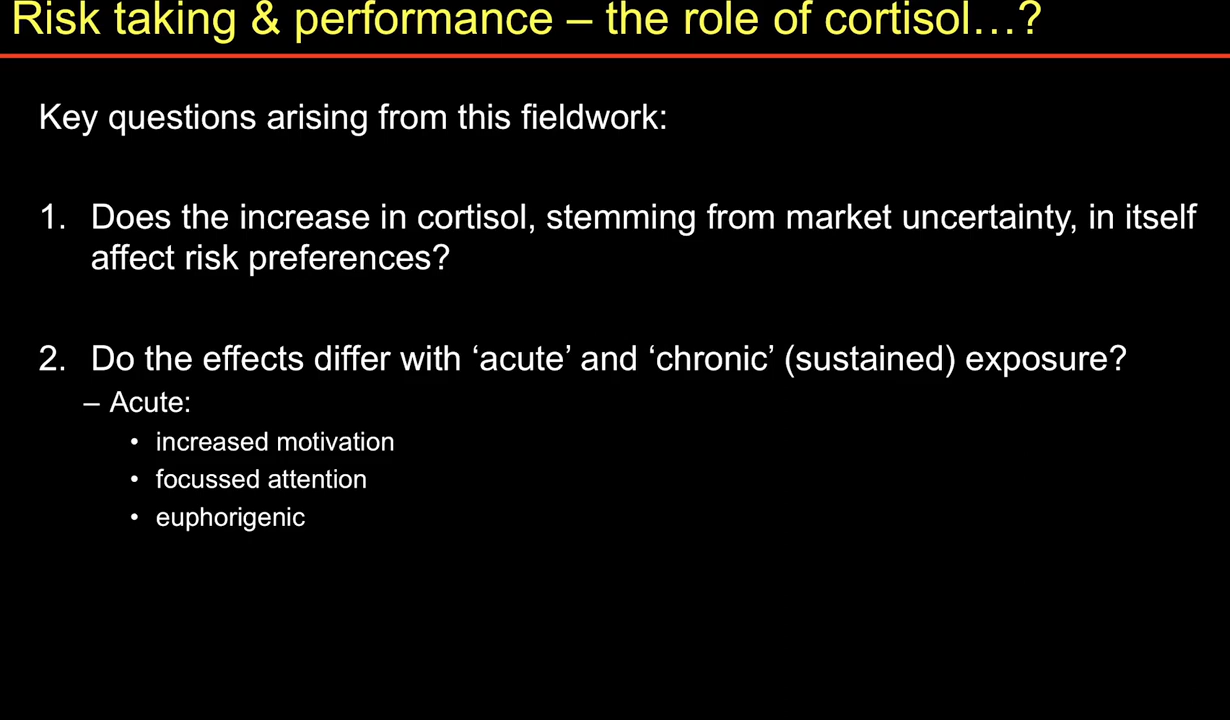 Risk taking & performance – the role of cortisol…?
Key questions arising from this fieldwork:
1. Does the increase in cortisol, stemming from market uncertainty, in itself
affect risk preferences?
2. Do the effects differ with ‘acute’ and ‘chronic’ (sustained) exposure?
– Acute:
• increased motivation
• focussed attention
• euphorigenic